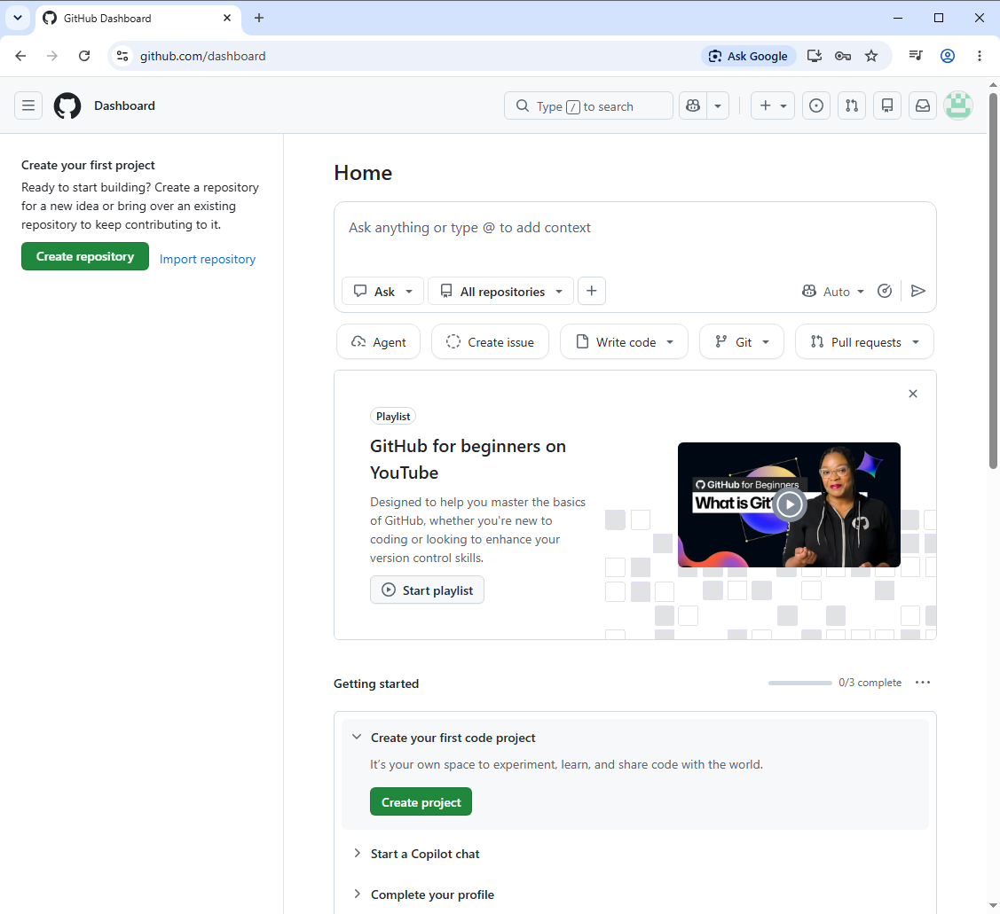 GitHub Dashboard
github.com/dashboard
Ask Google
Dashboard
Type / to search
Create your first project
Ready to start building? Create a repository
for a new idea or bring over an existing
repository to keep contributing to it.
Create repository
Import repository
Home
Ask anything or type @ to add context
Ask
All repositories
Auto
Agent
Create issue
Write code
Git
Pull requests
Playlist
GitHub for beginners on
YouTube
Designed to help you master the basics
of GitHub, whether you're new to
coding or looking to enhance your
version control skills.
Start playlist
GitHub for Beginners
What is Git?
Getting started
0/3 complete
Create your first code project
It's your own space to experiment, learn, and share code with the world.
Create project
Start a Copilot chat
Complete your profile